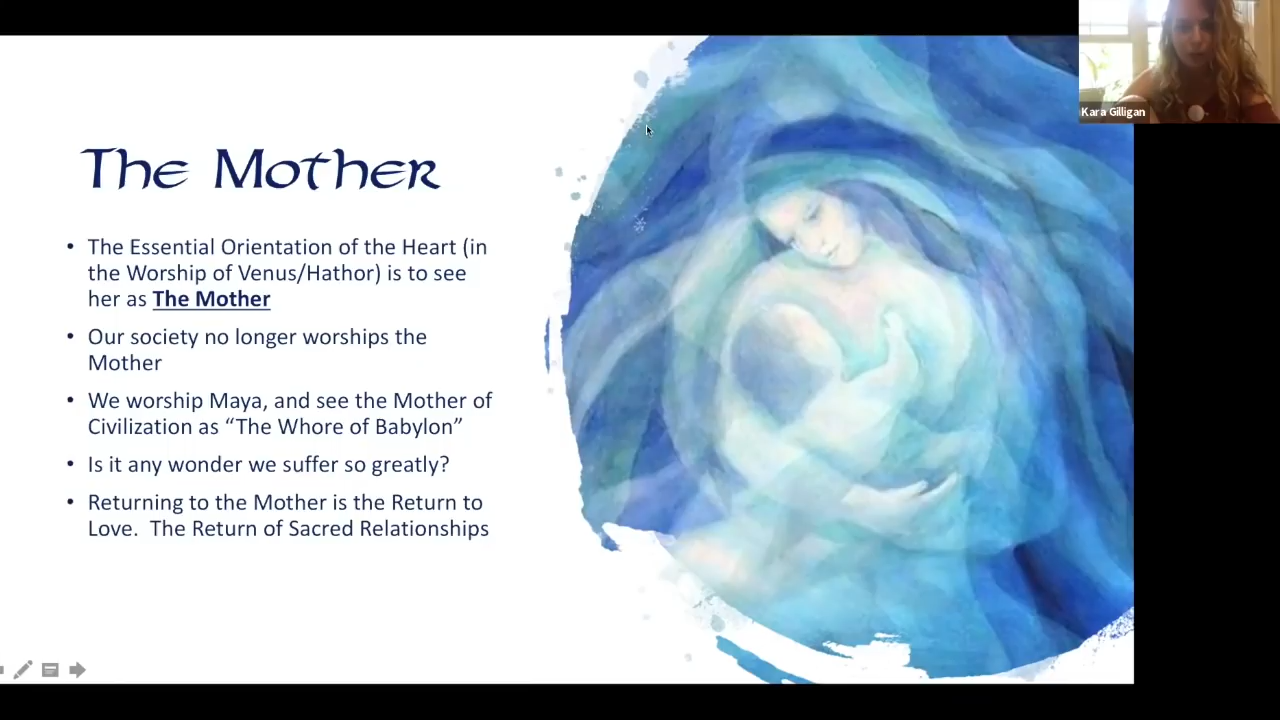 The Mother
• The Essential Orientation of the Heart (in
the Worship of Venus/Hathor) is to see
her as The Mother
• Our society no longer worships the
Mother
• We worship Maya, and see the Mother of
Civilization as “The Whore of Babylon”
• Is it any wonder we suffer so greatly?
• Returning to the Mother is the Return to
Love.  The Return of Sacred Relationships
Kara Gilligan